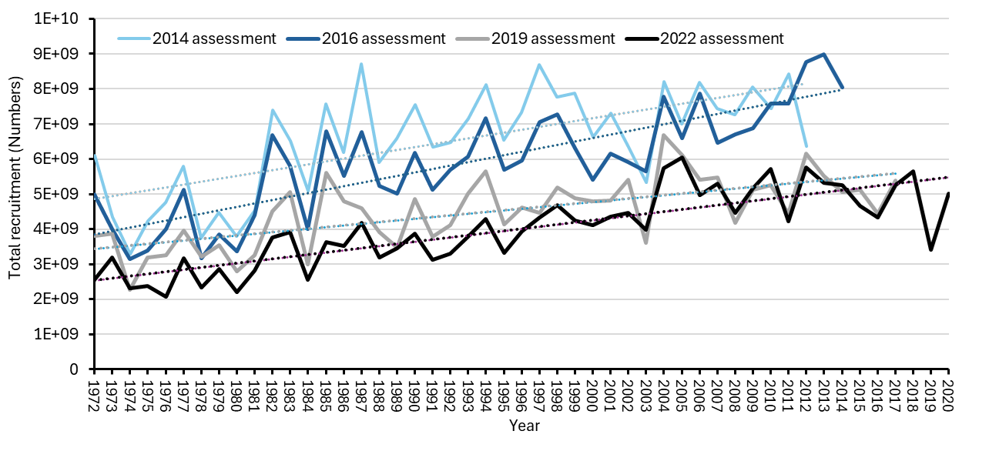 1E+10
2014 assessment 2016 assessment 2019 assessment 2022 assessment
9E+09
8E+09
7E+09
6E+09
5E+09
4E+09
3E+09
2E+09
1E+09
0
Total recruitment (Numbers)
1972 1973 1974 1975 1976 1977 1978 1979 1980 1981 1982 1983 1984 1985 1986 1987 1988 1989 1990 1991 1992 1993 1994 1995 1996 1997 1998 1999 2000 2001 2002 2003 2004 2005 2006 2007 2008 2009 2010 2011 2012 2013 2014 2015 2016 2017 2018 2019 2020
Year